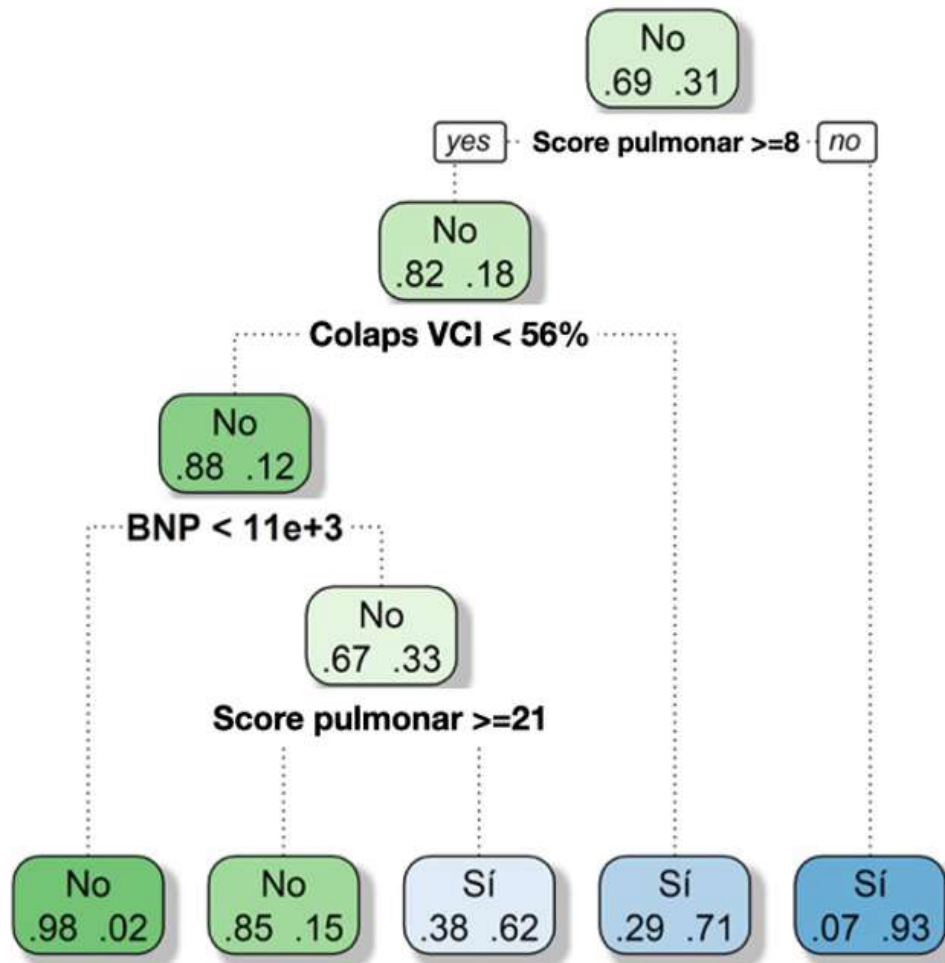 No
.69 .31
yes Score pulmonar >=8 no
No
.82 .18
Colaps VCI < 56%
No
.88 .12
BNP < 11e+3
No
.67 .33
Score pulmonar >=21
No
.98 .02
No
.85 .15
Sí
.38 .62
Sí
.29 .71
Sí
.07 .93